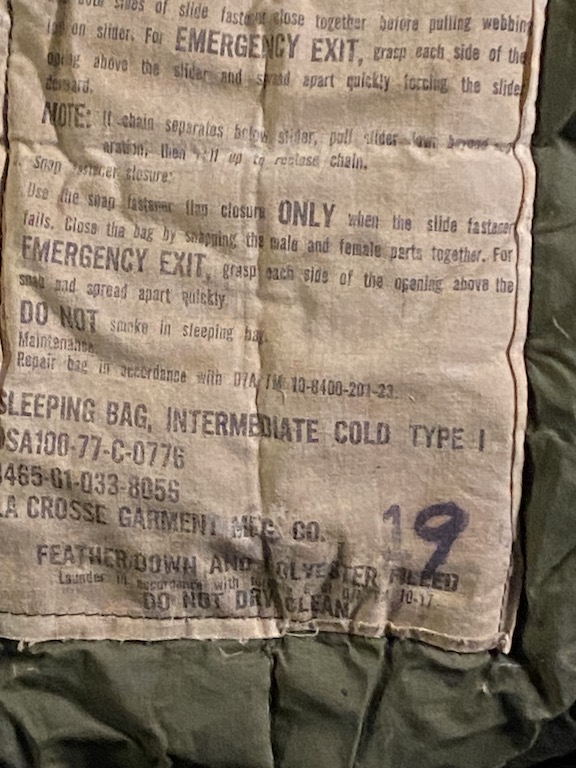 sides of slide fastener close together before pulling webbing
on slider. For EMERGENCY EXIT, grasp each side of the
above the slider and spread apart quickly forcing the slide

NOTE: If chain separates below slider, pull slider down beyond
then pull up to reclose chain.
Snap fastener closure:
Use the snap fastener flap closure ONLY when the slide fastener
fails. Close the bag by snapping the male and female parts together. For
EMERGENCY EXIT, grasp each side of the opening above the
snap and spread apart quickly.
DO NOT smoke in sleeping bag.
Maintenance
Repair bag in accordance with D/A TM 10-8400-201-23.
SLEEPING BAG, INTERMEDIATE COLD TYPE I
DSA100-77-C-0776
8465-01-033-8056
LA CROSSE GARMENT MFG. CO.
19
FEATHER/DOWN AND POLYESTER FILLED
Launder in accordance with 10-17.
DO NOT DRY CLEAN